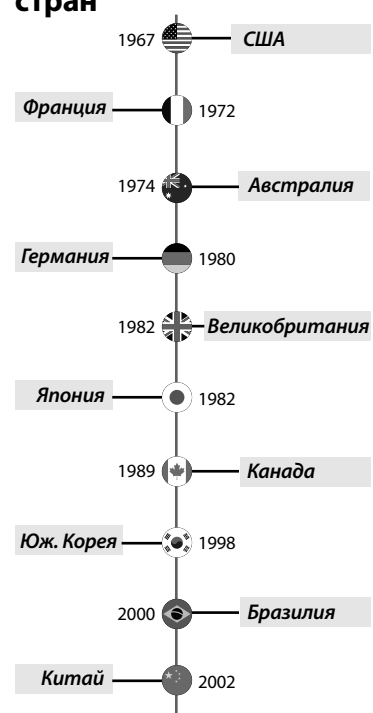 стран
1967 США
Франция 1972
1974 Австралия
Германия 1980
1982 Великобритания
Япония 1982
1989 Канада
Юж. Корея 1998
2000 Бразилия
Китай 2002